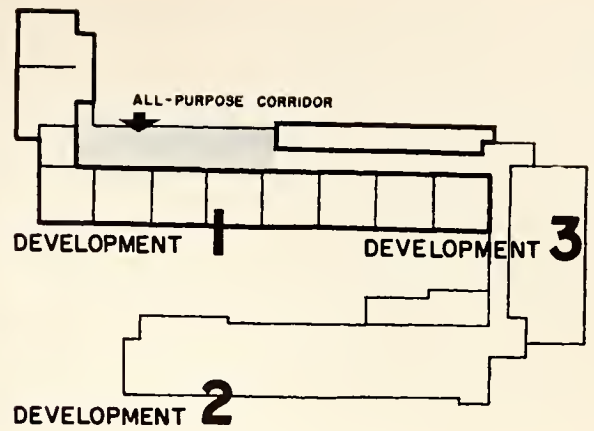 ALL-PURPOSE CORRIDOR
DEVELOPMENT 1
DEVELOPMENT 3
DEVELOPMENT 2